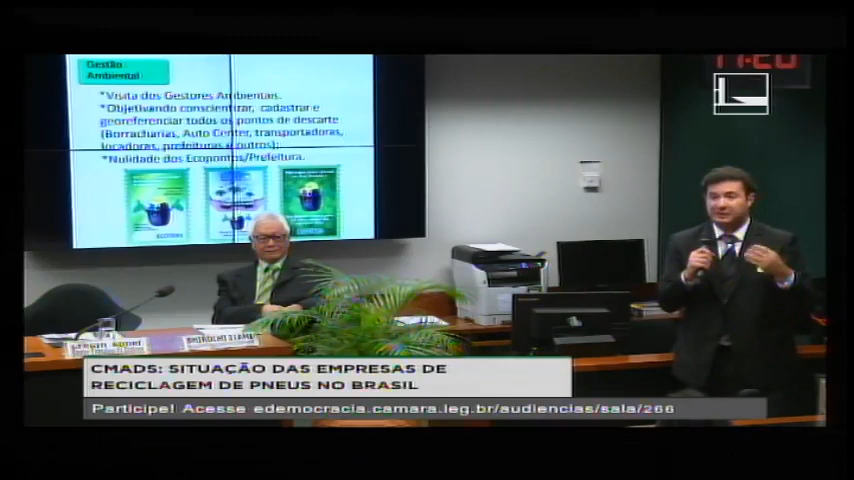 Gestão
Ambiental
*Visita dos Gestores Ambientais.
*Objetivando conscientizar, cadastrar e
georeferenciar todos os pontos de descarte
(Borracharias, Auto Center, transportadoras,
locadoras, prefeituras e outros);
*Nulidade dos Ecopontos/Prefeitura.
11:20
CMADS: SITUAÇÃO DAS EMPRESAS DE
RECICLAGEM DE PNEUS NO BRASIL
Participe! Acesse edemocracia.camara.leg.br/audiencias/sala/266